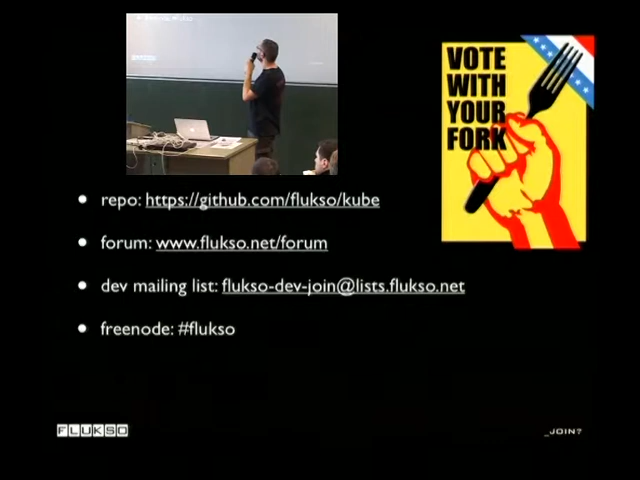 VOTE
WITH
YOUR
FORK
repo: https://github.com/flukso/kube
forum: www.flukso.net/forum
dev mailing list: flukso-dev-join@lists.flukso.net
freenode: #flukso
FLUKSO
_JOIN?